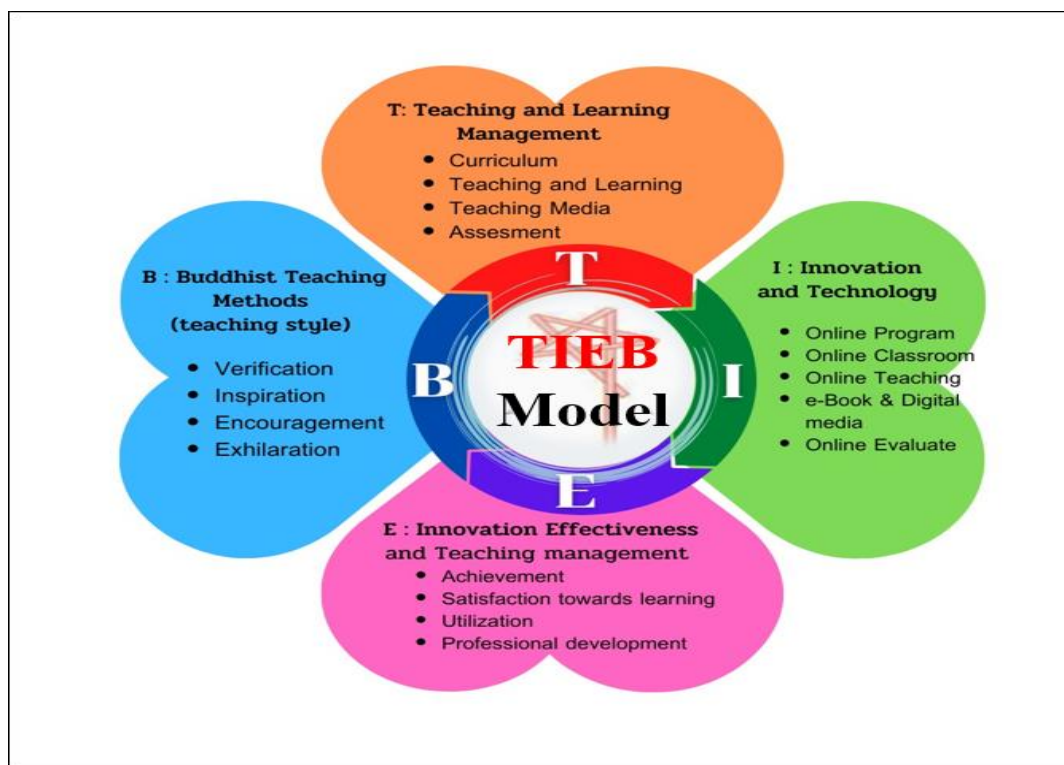 T: Teaching and Learning
Management
• Curriculum
• Teaching and Learning
• Teaching Media
• Assesment
B : Buddhist Teaching
Methods
(teaching style)
• Verification
• Inspiration
• Encouragement
• Exhilaration
I : Innovation
and Technology
• Online Program
• Online Classroom
• Online Teaching
• e-Book & Digital
media
• Online Evaluate
T
B
I
E
TIEB
Model
E : Innovation Effectiveness
and Teaching management
• Achievement
• Satisfaction towards learning
• Utilization
• Professional development